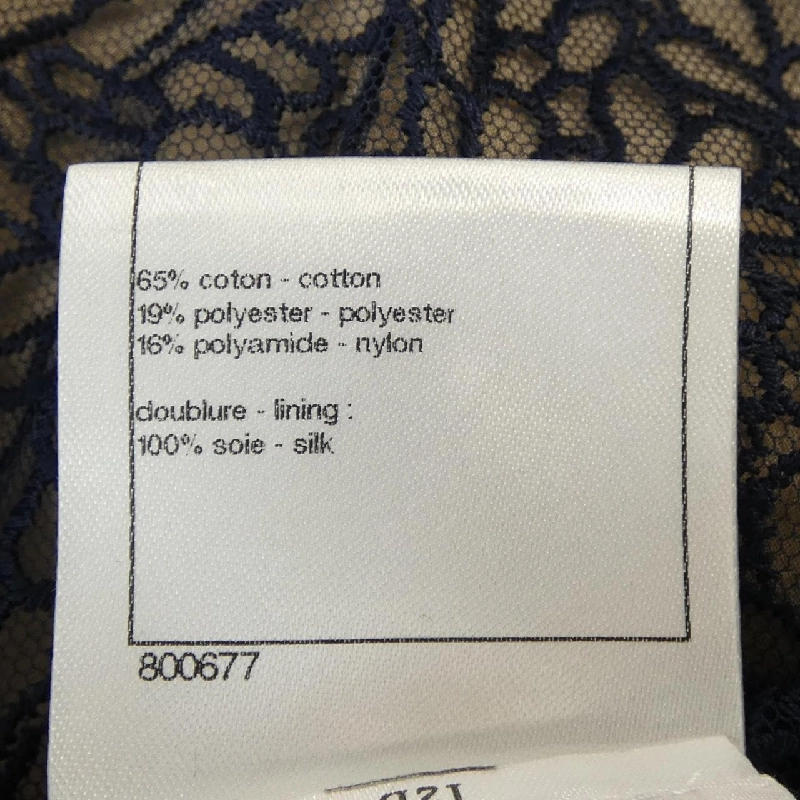 65% coton - cotton
19% polyester - polyester
16% polyamide - nylon
doublure - lining :
100% soie - silk
800677